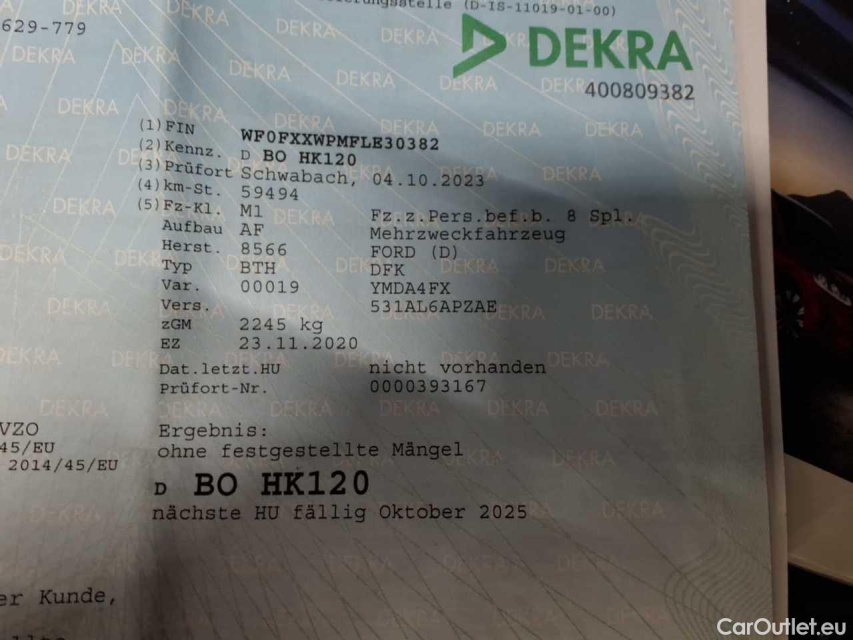 (D-IS-11019-01-00)
629-779
DEKRA
400809382
(1) FIN WF0FXXWPMFLE30382
(2) Kennz. D BO HK120
(3) Prüfort Schwabach, 04.10.2023
(4) km-St. 59494
(5) Fz-Kl. M1 Fz.z.Pers.bef.b. 8 Spl.
Aufbau AF Mehrzweckfahrzeug
Herst. 8566 FORD (D)
Typ BTH DFK
Var. 00019 YMDA4FX
Vers. 531AL6APZAE
zGM 2245 kg
EZ 23.11.2020
Dat.letzt.HU nicht vorhanden
Prüfort-Nr. 0000393167
VZO
45/EU
2014/45/EU
Ergebnis:
ohne festgestellte Mängel
D BO HK120
nächste HU fällig Oktober 2025
er Kunde,
CarOutlet.eu